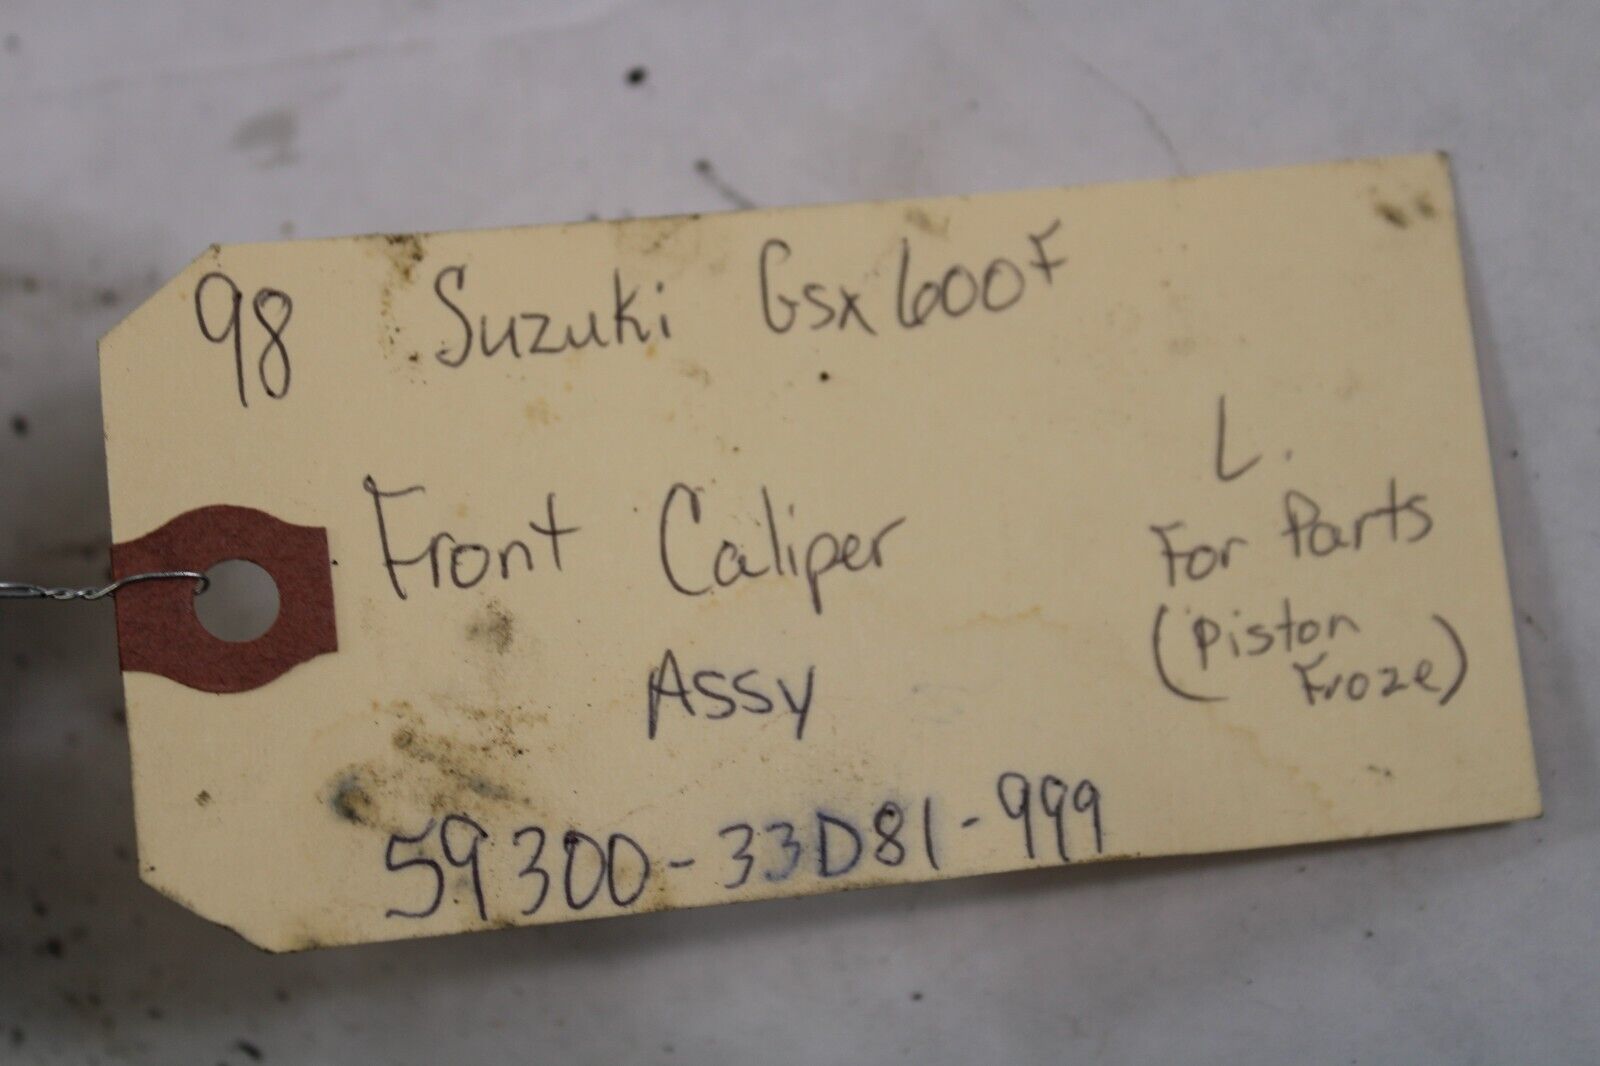 98 Suzuki Gsx600F
L.
Front Caliper
For Parts
(Piston
Froze)
Assy
59300-33D81-999